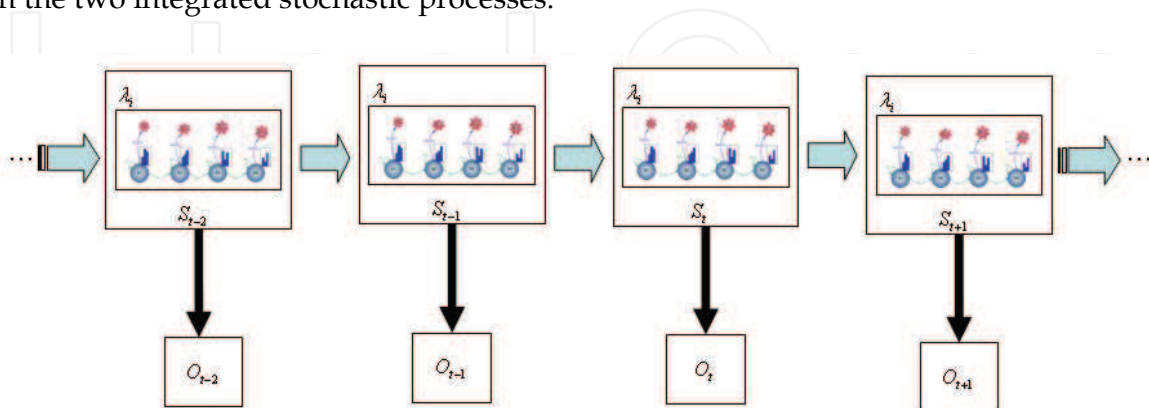 the two integrated stochastic processes.
λᵢ λᵢ λᵢ λᵢ
... ...
Sₜ₋₂ Sₜ₋₁ Sₜ Sₜ₊₁
Oₜ₋₂ Oₜ₋₁ Oₜ Oₜ₊₁